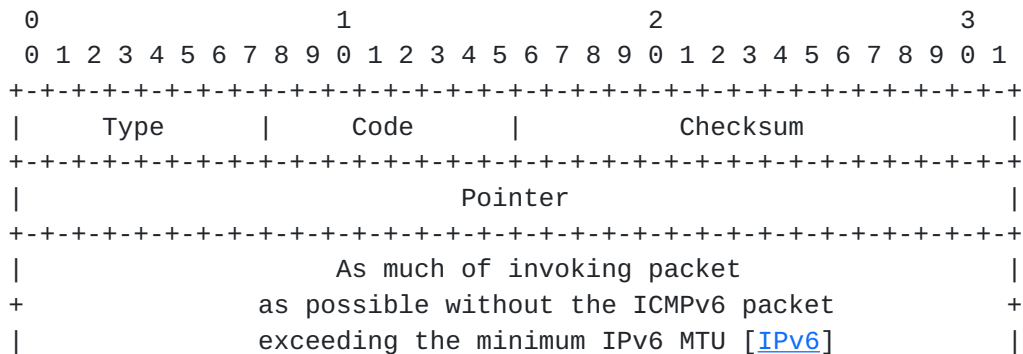 0                   1                   2                   3
 0 1 2 3 4 5 6 7 8 9 0 1 2 3 4 5 6 7 8 9 0 1 2 3 4 5 6 7 8 9 0 1
+-+-+-+-+-+-+-+-+-+-+-+-+-+-+-+-+-+-+-+-+-+-+-+-+-+-+-+-+-+-+-+-+
|     Type      |     Code      |          Checksum             |
+-+-+-+-+-+-+-+-+-+-+-+-+-+-+-+-+-+-+-+-+-+-+-+-+-+-+-+-+-+-+-+-+
|                            Pointer                            |
+-+-+-+-+-+-+-+-+-+-+-+-+-+-+-+-+-+-+-+-+-+-+-+-+-+-+-+-+-+-+-+-+
|                    As much of invoking packet                 |
+               as possible without the ICMPv6 packet           +
|               exceeding the minimum IPv6 MTU [IPv6]           |